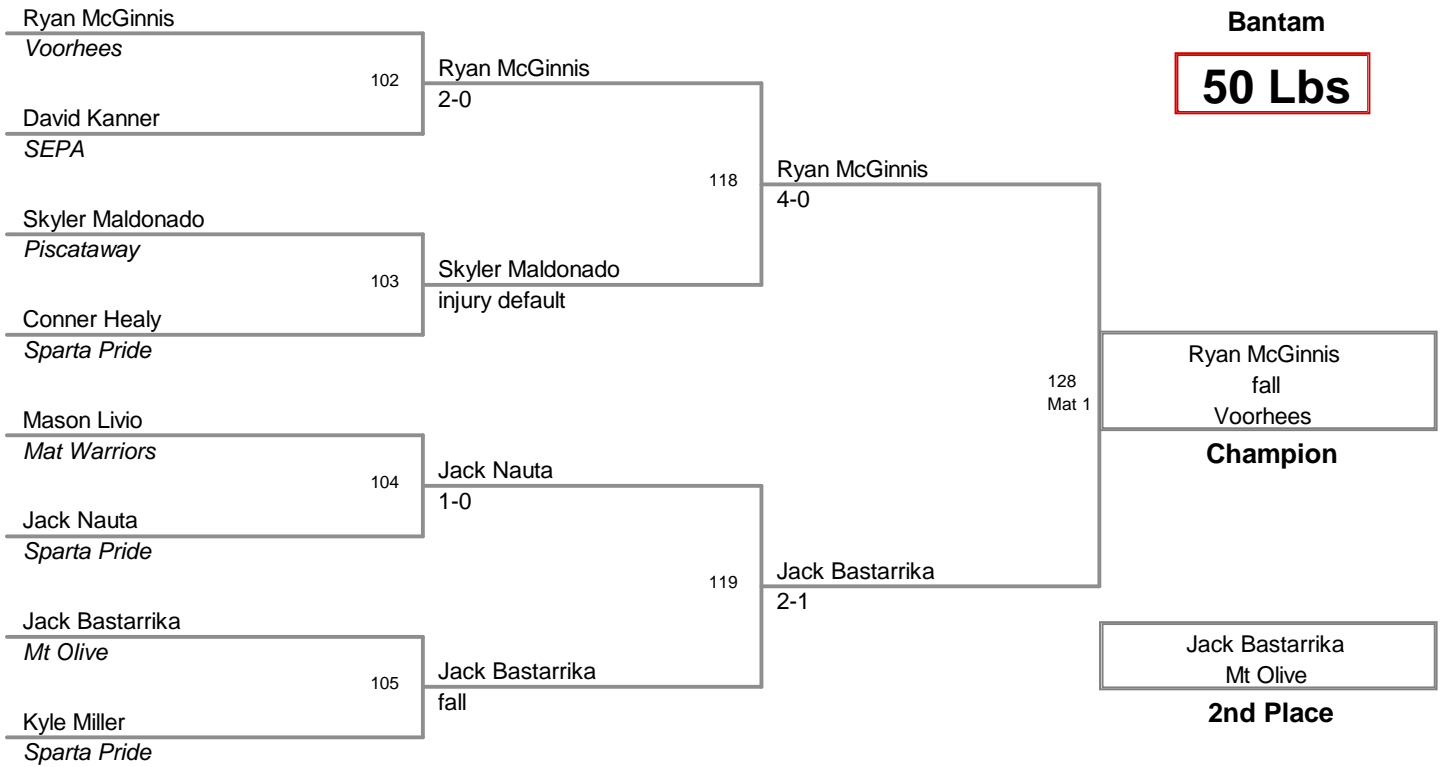 Ryan McGinnis
Voorhees
102
David Kanner
SEPA
Ryan McGinnis
2-0
Skyler Maldonado
Piscataway
103
Conner Healy
Sparta Pride
Skyler Maldonado
injury default
118
Ryan McGinnis
4-0
Mason Livio
Mat Warriors
104
Jack Nauta
Sparta Pride
Jack Nauta
1-0
Jack Bastarrika
Mt Olive
105
Kyle Miller
Sparta Pride
Jack Bastarrika
fall
119
Jack Bastarrika
2-1
128
Mat 1
Bantam
50 Lbs
Ryan McGinnis
fall
Voorhees
Champion
Jack Bastarrika
Mt Olive
2nd Place